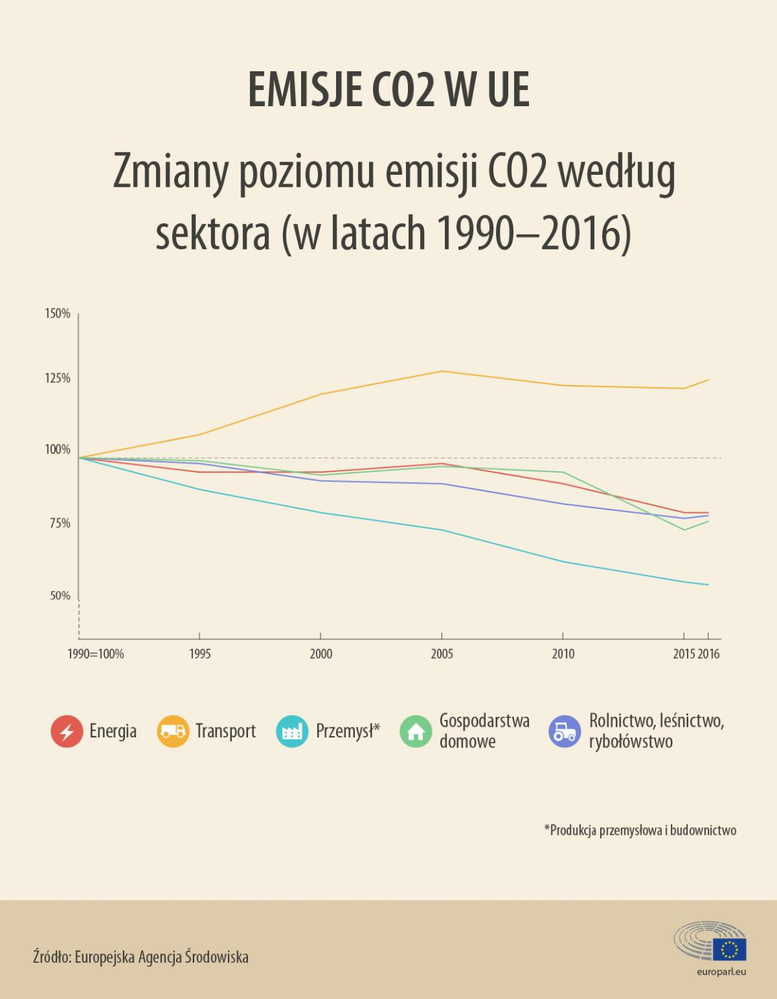 EMISJE CO2 W UE
Zmiany poziomu emisji CO2 według
sektora (w latach 1990–2016)
150%
125%
100%
75%
50%
1990=100%
1995
2000
2005
2010
2015
2016
Energia
Transport
Przemysł*
Gospodarstwa
domowe
Rolnictwo, leśnictwo,
rybołówstwo
*Produkcja przemysłowa i budownictwo
Źródło: Europejska Agencja Środowiska
europarl.eu